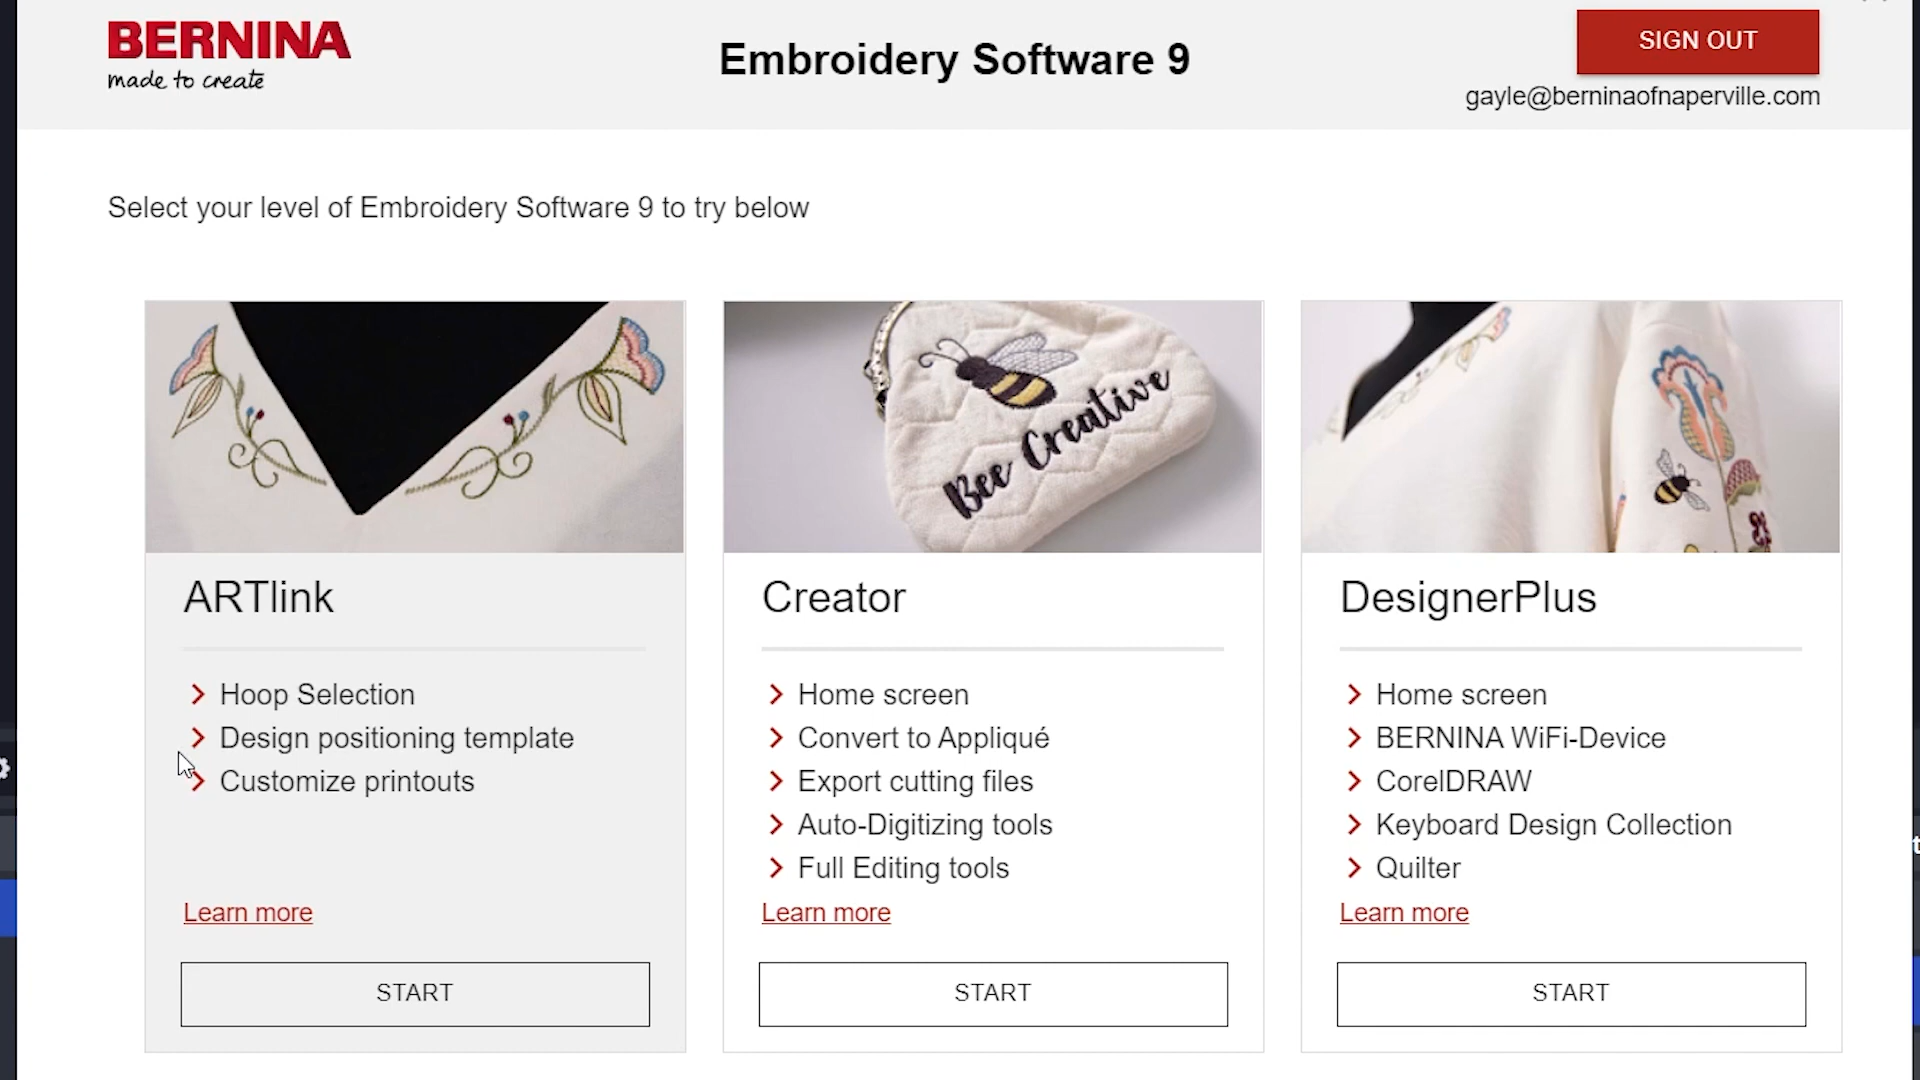 BERNINA
made to create
Embroidery Software 9
SIGN OUT
gayle@berninaofnaperville.com
Select your level of Embroidery Software 9 to try below
Bee Creative
ARTlink
Hoop Selection
Design positioning template
Customize printouts
Learn more
START
Creator
Home screen
Convert to Appliqué
Export cutting files
Auto-Digitizing tools
Full Editing tools
Learn more
START
DesignerPlus
Home screen
BERNINA WiFi-Device
CorelDRAW
Keyboard Design Collection
Quilter
Learn more
START